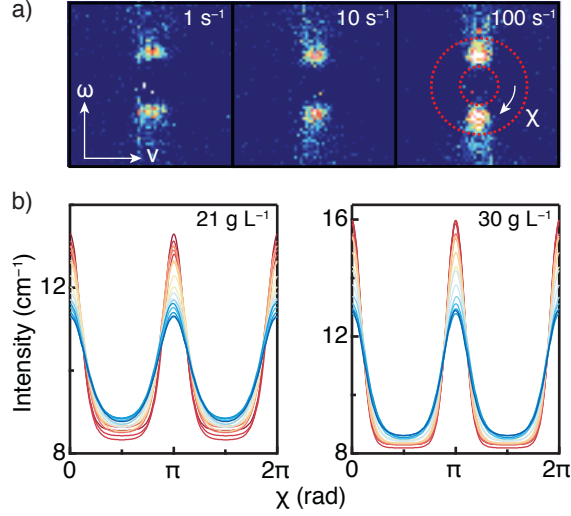 a)
1 s⁻¹
10 s⁻¹
100 s⁻¹
ω
v
χ
b)
21 g L⁻¹
30 g L⁻¹
Intensity (cm⁻¹)
12
8
16
12
8
0
π
2π
0
π
2π
χ (rad)